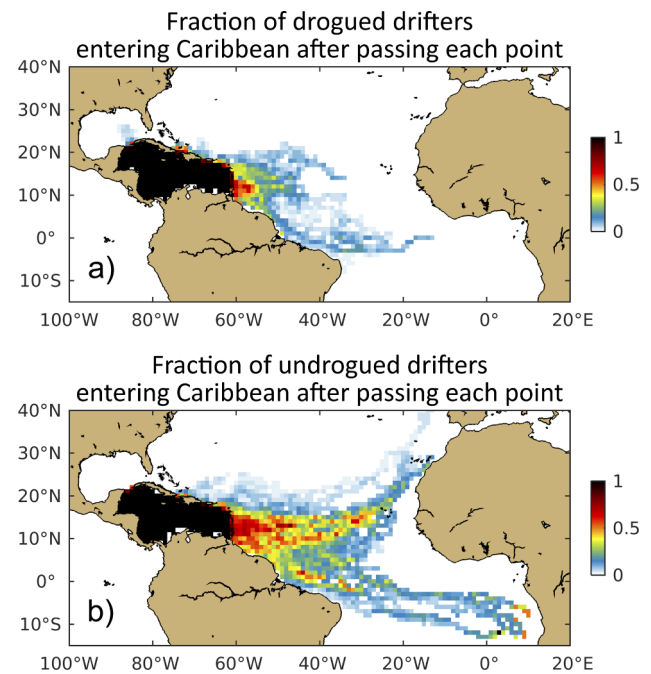 Fraction of drogued drifters
entering Caribbean after passing each point
40°N
30°N
20°N
10°N
0°
10°S
a)
1
0.5
0
100°W 80°W 60°W 40°W 20°W 0° 20°E
Fraction of undrogued drifters
entering Caribbean after passing each point
40°N
30°N
20°N
10°N
0°
10°S
b)
1
0.5
0
100°W 80°W 60°W 40°W 20°W 0° 20°E